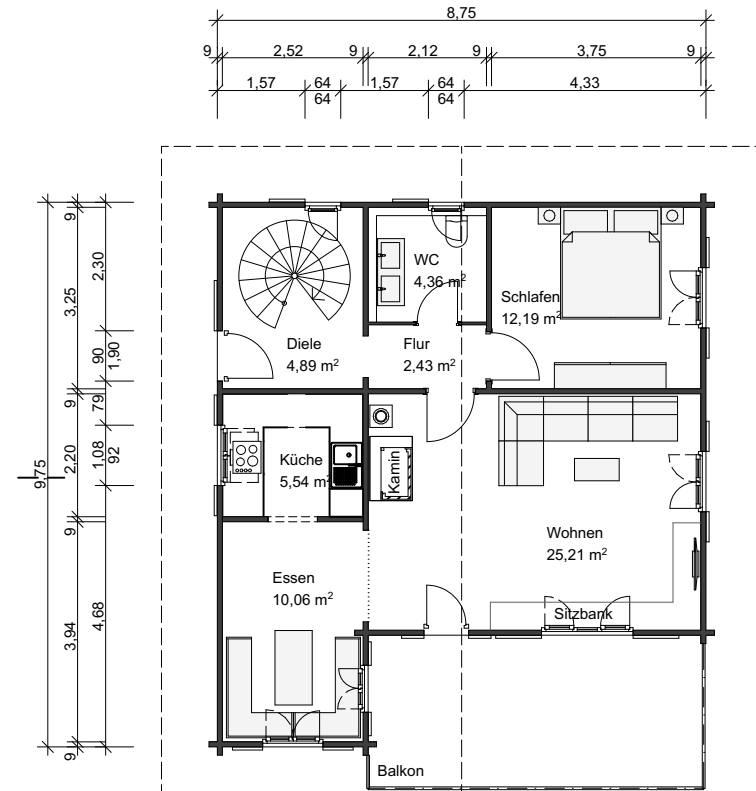 8,75
9 2,52 9 2,12 9 3,75 9
1,57 64 1,57 64 4,33
64 64
9
2,30
3,25
90
1,90
9
79
2,20
1,08
92
9,75
9
3,94
4,68
9
WC
4,36 m²
Schlafen
12,19 m²
Diele
4,89 m²
Flur
2,43 m²
Küche
5,54 m²
Kamin
Wohnen
25,21 m²
Essen
10,06 m²
Sitzbank
Balkon